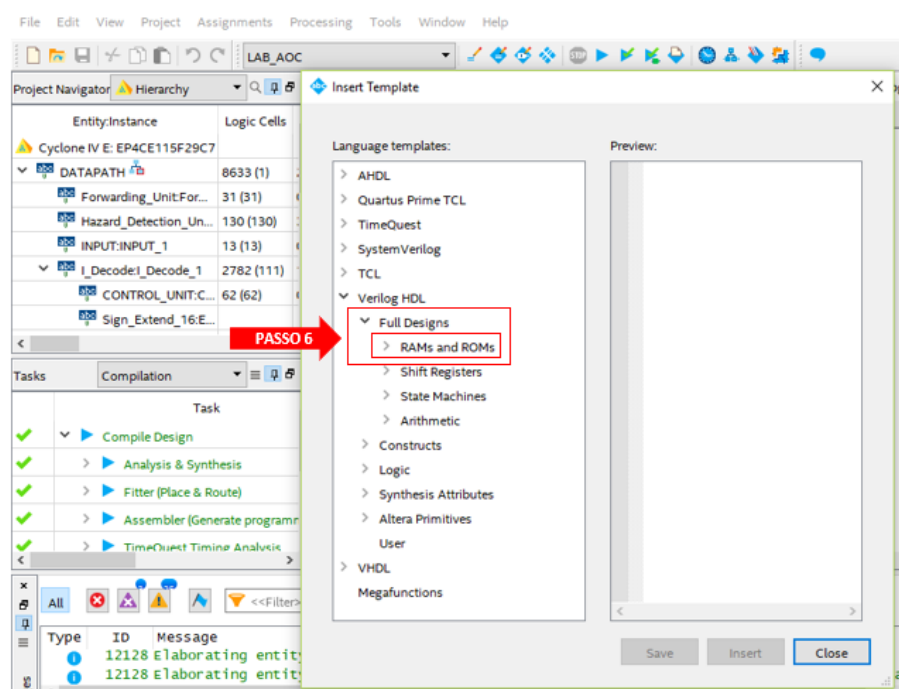 File Edit View Project Assignments Processing Tools Window Help
LAB_AOC
Project Navigator Hierarchy
Entity:Instance Logic Cells
Cyclone IV E: EP4CE115F29C7
DATAPATH 8633 (1)
Forwarding_Unit:For... 31 (31)
Hazard_Detection_Un... 130 (130)
INPUT:INPUT_1 13 (13)
I_Decode:I_Decode_1 2782 (111)
CONTROL_UNIT:C... 62 (62)
Sign_Extend_16:E...
PASSO 6
Tasks Compilation
Task
Compile Design
Analysis & Synthesis
Fitter (Place & Route)
Assembler (Generate programr
TimeQuest Timing Analysis
All <<Filter>
Type ID Message
12128 Elaborating entit
12128 Elaborating entit
Insert Template
Language templates: Preview:
AHDL
Quartus Prime TCL
TimeQuest
SystemVerilog
TCL
Verilog HDL
Full Designs
RAMs and ROMs
Shift Registers
State Machines
Arithmetic
Constructs
Logic
Synthesis Attributes
Altera Primitives
User
VHDL
Megafunctions
Save Insert Close